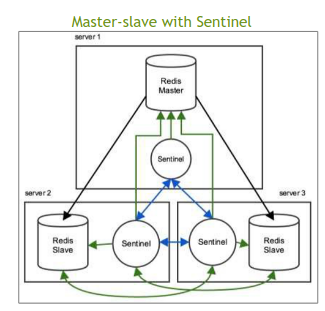 Master-slave with Sentinel
server 1
Redis
Master
Sentinel
server 2
server 3
Redis
Slave
Sentinel
Sentinel
Redis
Slave